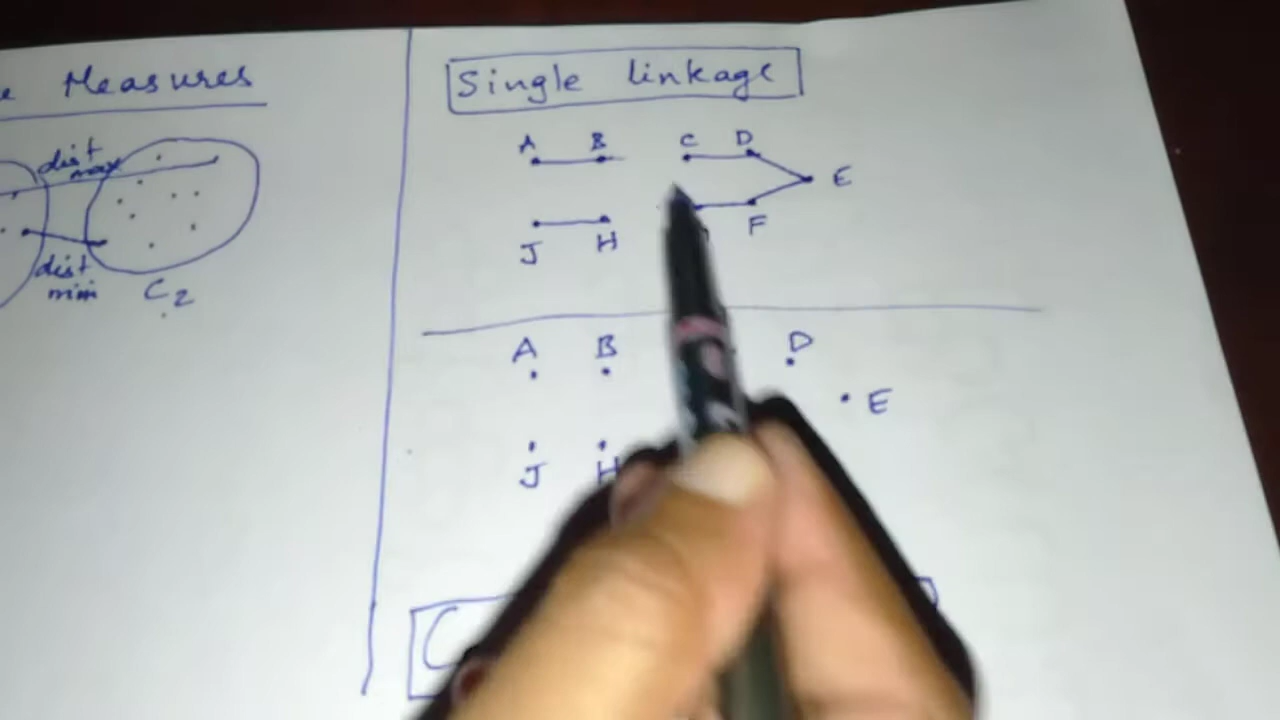 Measures
dist
max
dist
min
C2
Single linkage
A B C D
E
J H F
A B D
E
J H
C